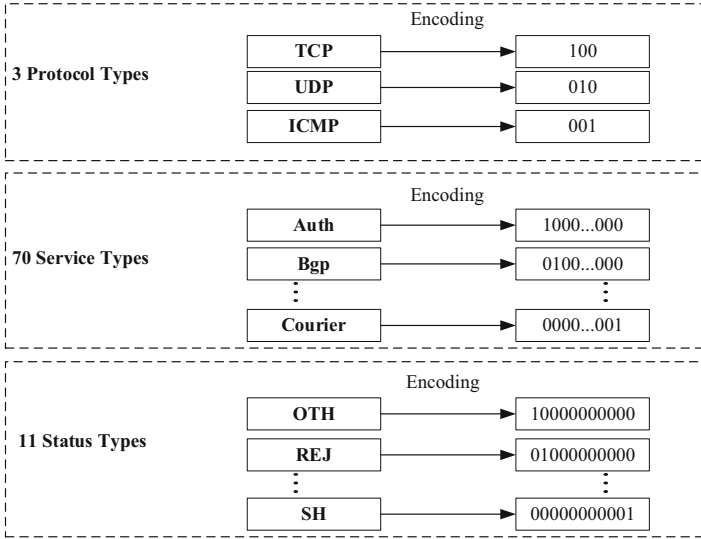 Encoding
TCP 100
3 Protocol Types
UDP 010
ICMP 001
Encoding
Auth 1000...000
70 Service Types
Bgp 0100...000
Courier 0000...001
Encoding
OTH 10000000000
11 Status Types
REJ 01000000000
SH 00000000001